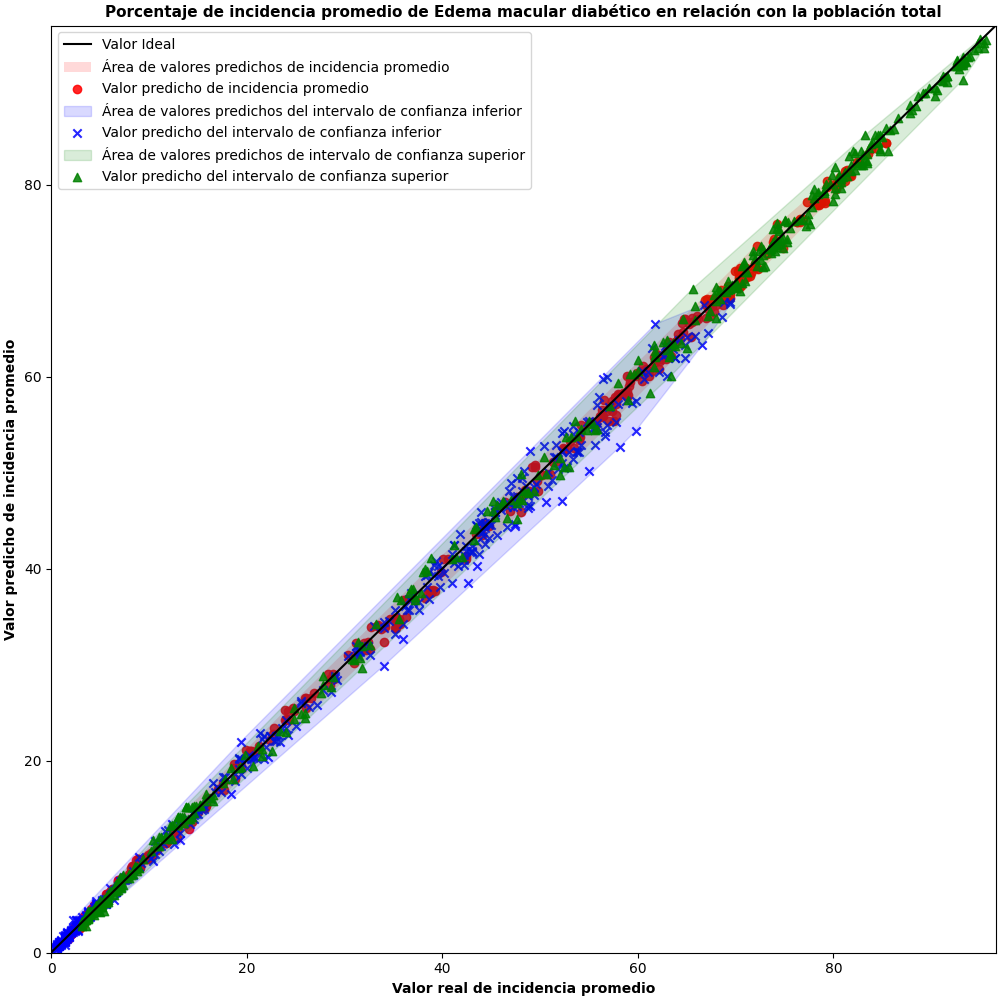 Porcentaje de incidencia promedio de Edema macular diabético en relación con la población total
Valor Ideal
Área de valores predichos de incidencia promedio
Valor predicho de incidencia promedio
Área de valores predichos del intervalo de confianza inferior
Valor predicho del intervalo de confianza inferior
Área de valores predichos de intervalo de confianza superior
Valor predicho del intervalo de confianza superior
Valor predicho de incidencia promedio
80
60
40
20
0
0
20
40
60
80
Valor real de incidencia promedio